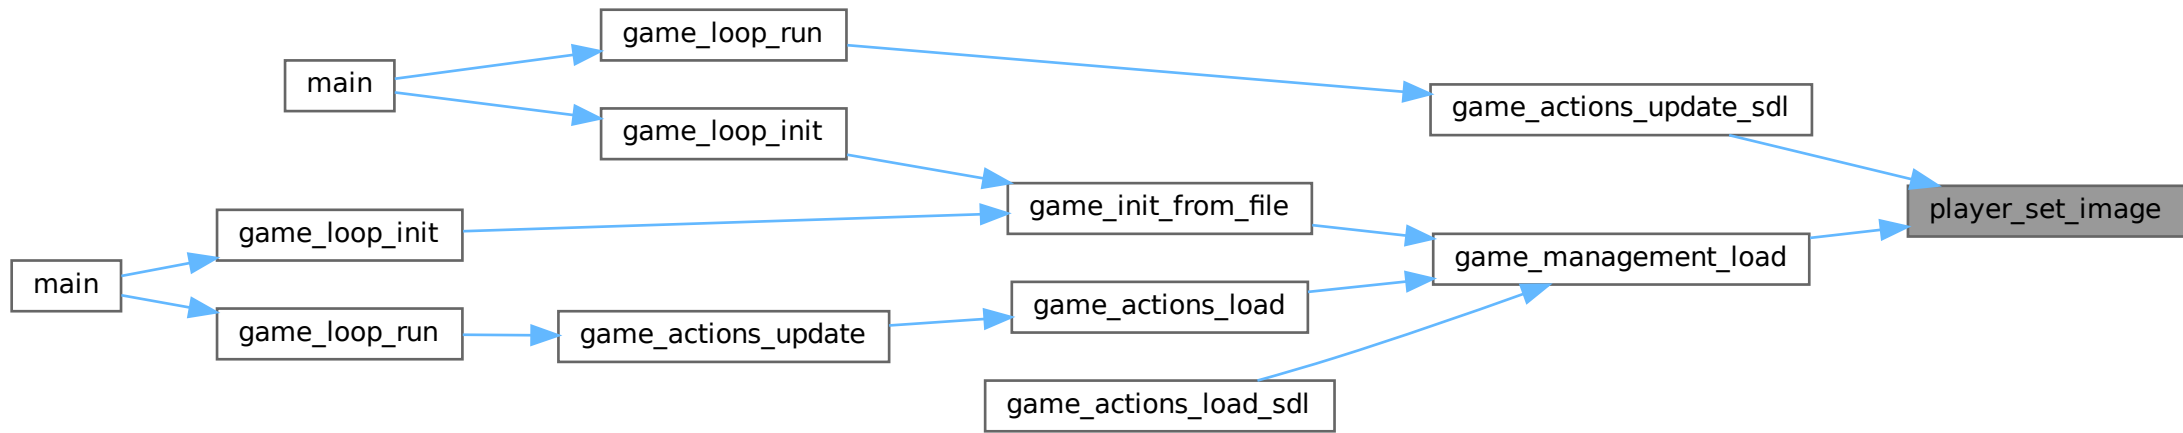 game_loop_run
main
game_actions_update_sdl
game_loop_init
player_set_image
game_init_from_file
game_loop_init
game_management_load
main
game_actions_load
game_loop_run
game_actions_update
game_actions_load_sdl